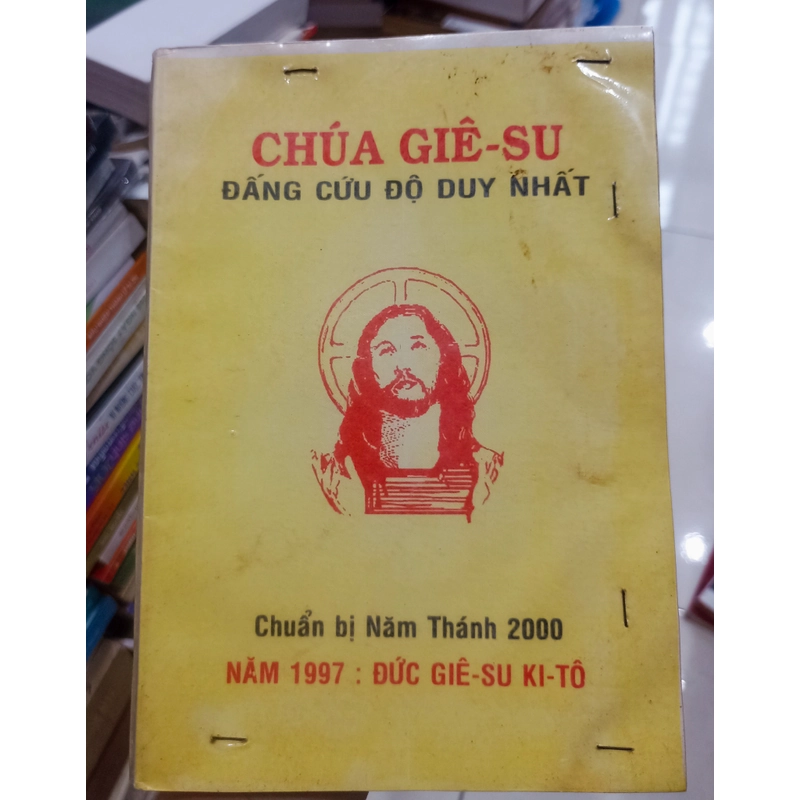 CHÚA GIÊ-SU
ĐẤNG CỨU ĐỘ DUY NHẤT
Chuẩn bị Năm Thánh 2000
NĂM 1997 : ĐỨC GIÊ-SU KI-TÔ